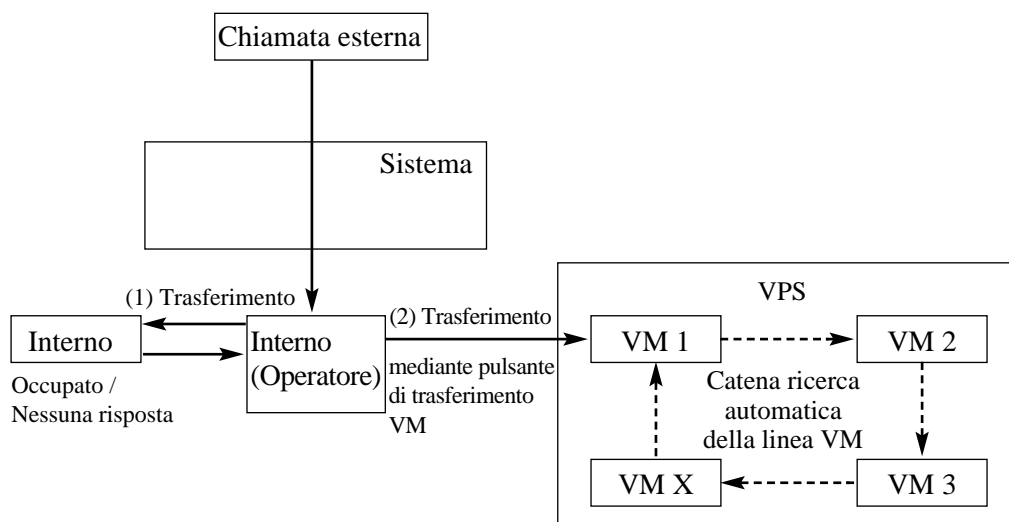 Chiamata esterna
Sistema
(1) Trasferimento
Interno
Occupato /
Nessuna risposta
Interno
(Operatore)
(2) Trasferimento
mediante pulsante
di trasferimento
VM
VPS
VM 1
VM 2
Catena ricerca
automatica
della linea VM
VM X
VM 3